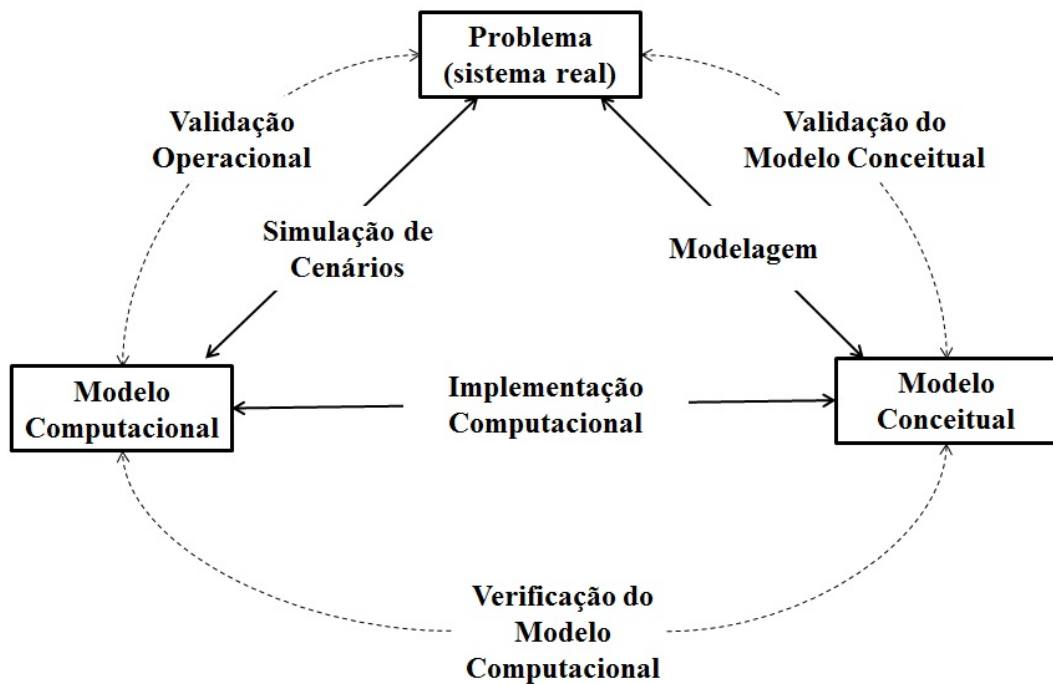 Problema
(sistema real)
Validação
Operacional
Validação do
Modelo Conceitual
Simulação de
Cenários
Modelagem
Modelo
Computacional
Implementação
Computacional
Modelo
Conceitual
Verificação do
Modelo
Computacional